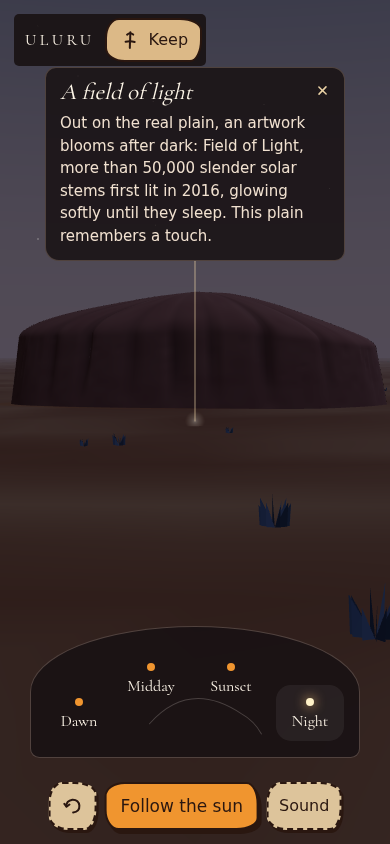 ULURU
Keep
A field of light
Out on the real plain, an artwork
blooms after dark: Field of Light,
more than 50,000 slender solar
stems first lit in 2016, glowing
softly until they sleep. This plain
remembers a touch.
Midday
Sunset
Dawn
Night
Follow the sun
Sound